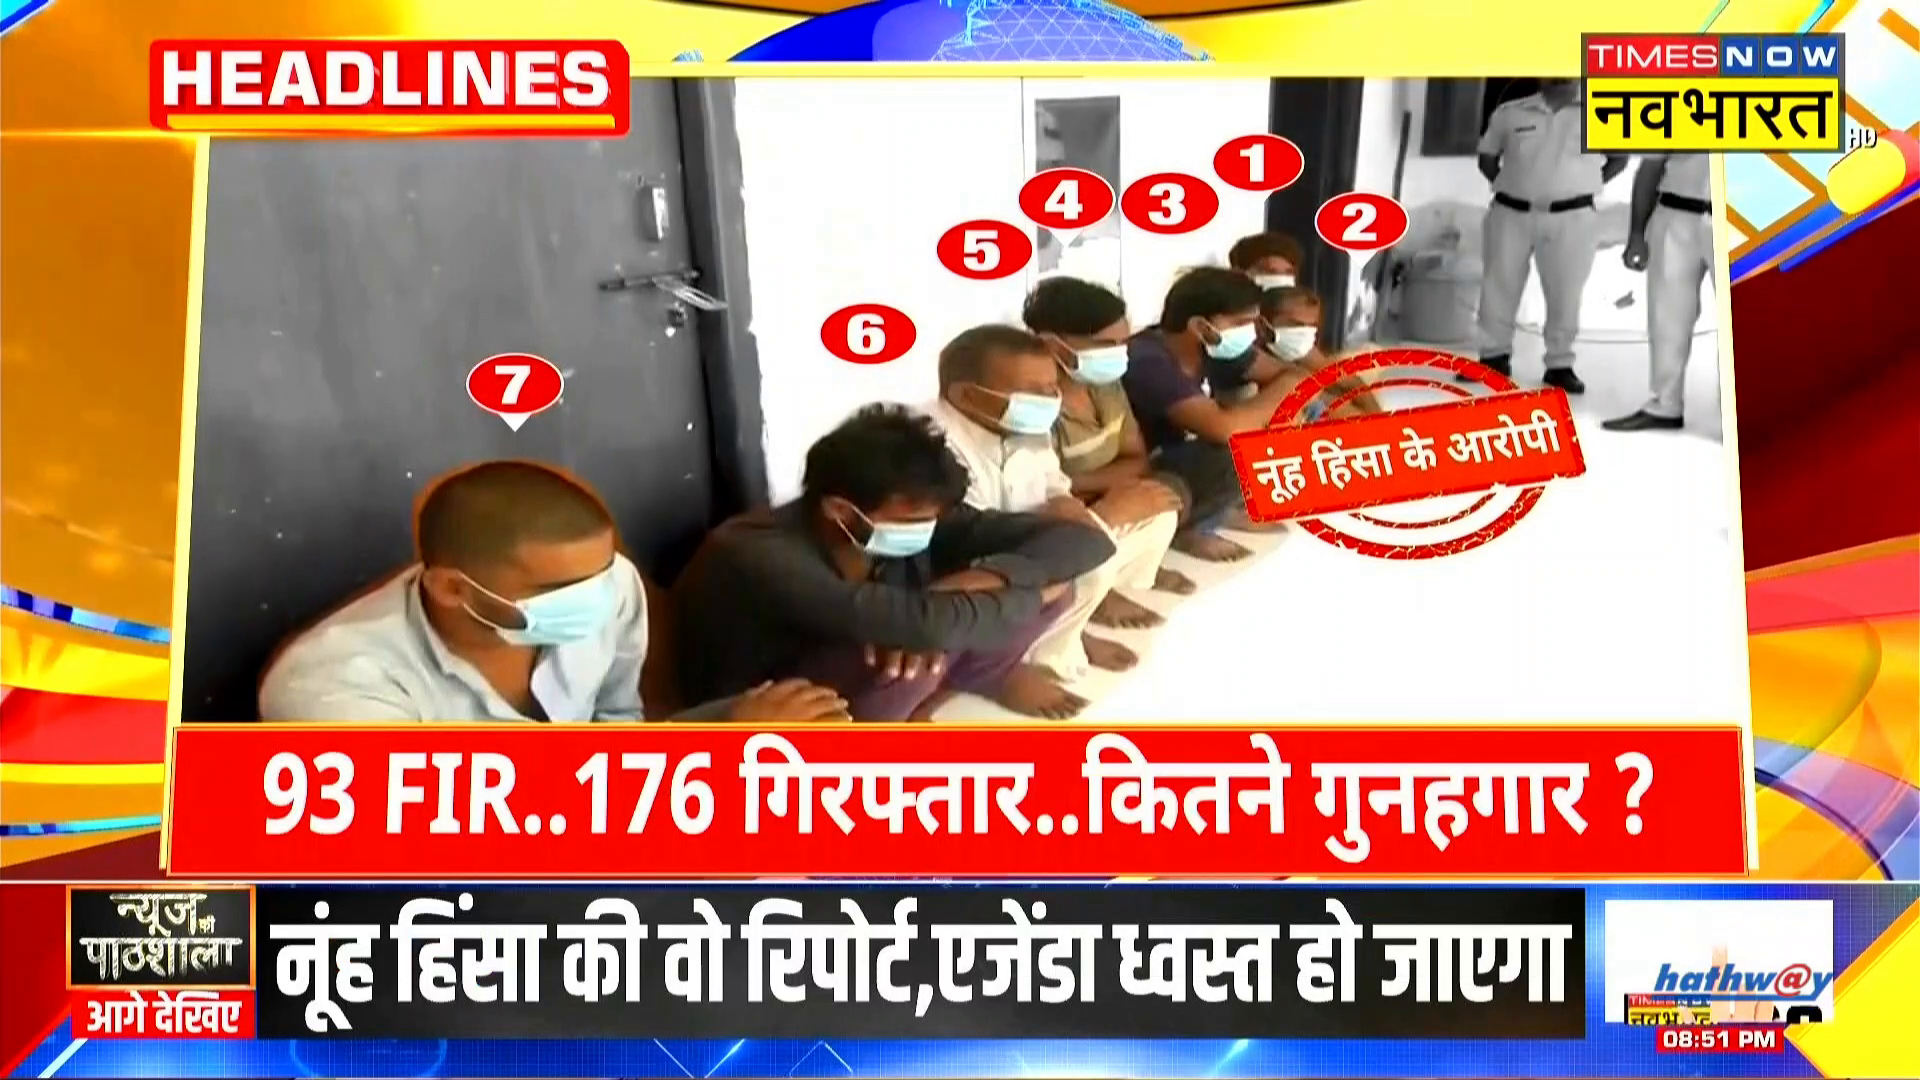 HEADLINES
TIMES NOW
नवभारत
HD
1
2
3
4
5
6
7
नूंह हिंसा के आरोपी
93 FIR..176 गिरफ्तार..कितने गुनहगार ?
न्यूज़ की
पाठशाला
आगे देखिए
नूंह हिंसा की वो रिपोर्ट,एजेंडा ध्वस्त हो जाएगा
hathw@y
08:51 PM